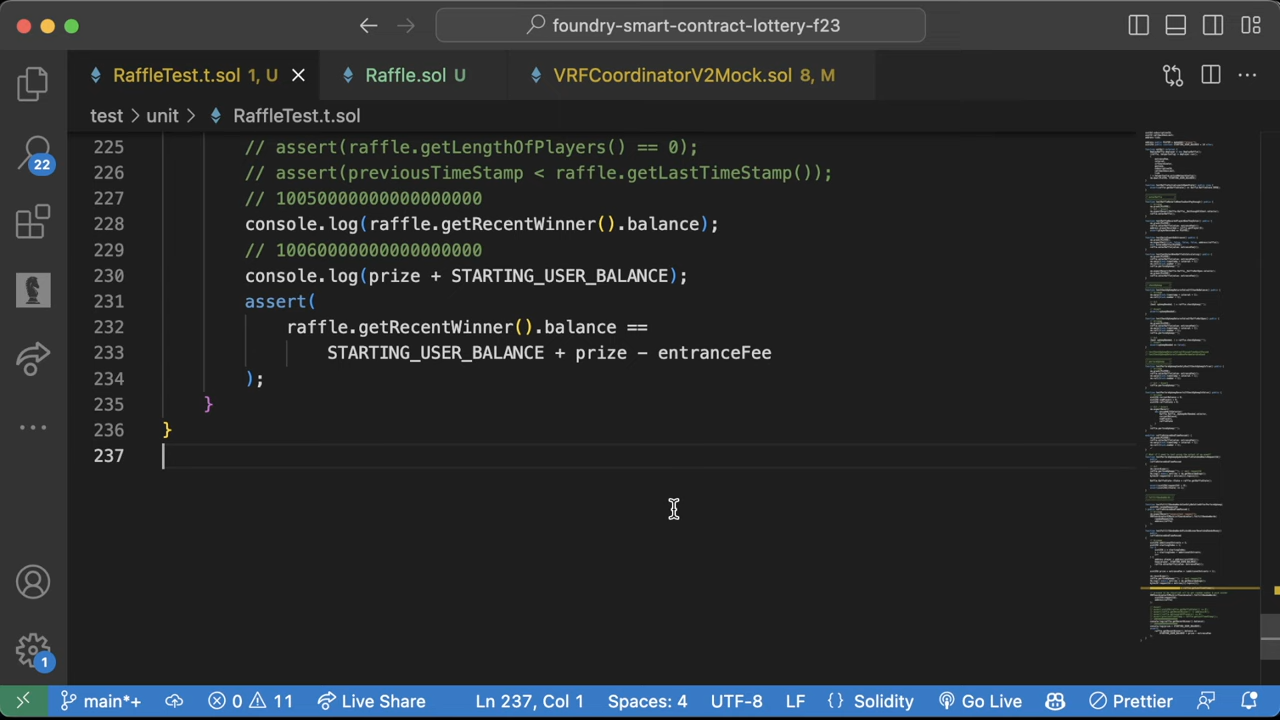 foundry-smart-contract-lottery-f23
RaffleTest.t.sol 1, U
Raffle.sol U
VRFCoordinatorV2Mock.sol 8, M
test > unit > RaffleTest.t.sol
22
225 // assert(raffle.getLengthOfPlayers() == 0);
226 // assert(previousTimeStamp < raffle.getLastTimeStamp());
227
228 console.log(raffle.getRecentWinner().balance);
229
230 console.log(prize + STARTING_USER_BALANCE);
231 assert(
232 raffle.getRecentWinner().balance ==
233 STARTING_USER_BALANCE + prize - entranceFee
234 );
235 }
236 }
237
1
main*+
0
11
Live Share
Ln 237, Col 1
Spaces: 4
UTF-8
LF
{} Solidity
Go Live
Prettier